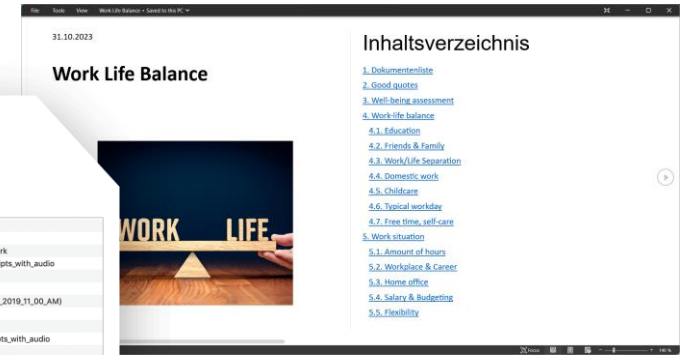 File Tools View Work Life Balance • Saved to this PC
31.10.2023
Work Life Balance
WORK LIFE
Inhaltsverzeichnis
1. Dokumentenliste
2. Good quotes
3. Well-being assessment
4. Work-life balance
4.1. Education
4.2. Friends & Family
4.3. Work/Life Separation
4.4. Domestic work
4.5. Childcare
4.6. Typical workday
4.7. Free time, self-care
5. Work situation
5.1. Amount of hours
5.2. Workplace & Career
5.3. Home office
5.4. Salary & Budgeting
5.5. Flexibility
rk
ipts_with_audio
_2019_11_00_AM)
ts_with_audio
Focus